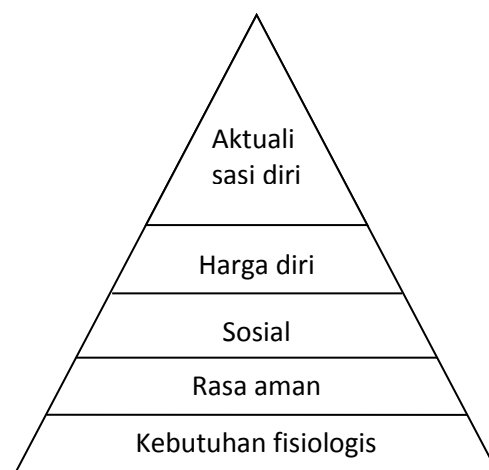 Aktuali
sasi diri
Harga diri
Sosial
Rasa aman
Kebutuhan fisiologis